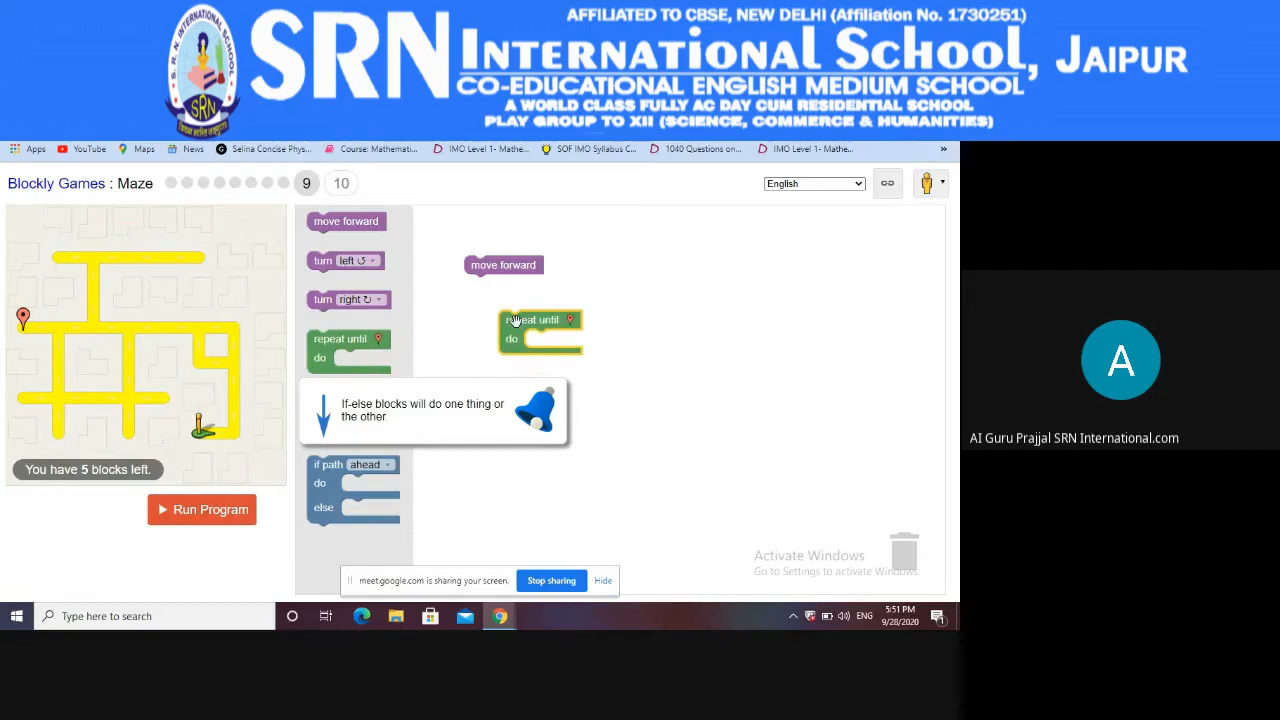 AFFILIATED TO CBSE, NEW DELHI (Affiliation No. 1730251)
SRN INTERNATIONAL SCHOOL, JAIPUR
CO-EDUCATIONAL ENGLISH MEDIUM SCHOOL
A WORLD CLASS FULLY AC DAY CUM RESIDENTIAL SCHOOL
PLAY GROUP TO XII (SCIENCE, COMMERCE & HUMANITIES)
S. R. N. INTERNATIONAL SCHOOL
SRN
Apps YouTube Maps News Selina Concise Phys... Course: Mathemati... IMO Level 1- Mathe... SOF IMO Syllabus C... 1040 Questions on... IMO Level 1- Mathe... »
Blockly Games : Maze 9 10 English
move forward
turn left ↺
turn right ↻
repeat until
do
move forward
repeat until
do
If-else blocks will do one thing or
the other.
if path ahead
do
else
You have 5 blocks left.
Run Program
Activate Windows
Go to Settings to activate Windows.
meet.google.com is sharing your screen. Stop sharing Hide
Type here to search
ENG
5:51 PM
9/28/2020
1
A
AI Guru Prajjal SRN International.com